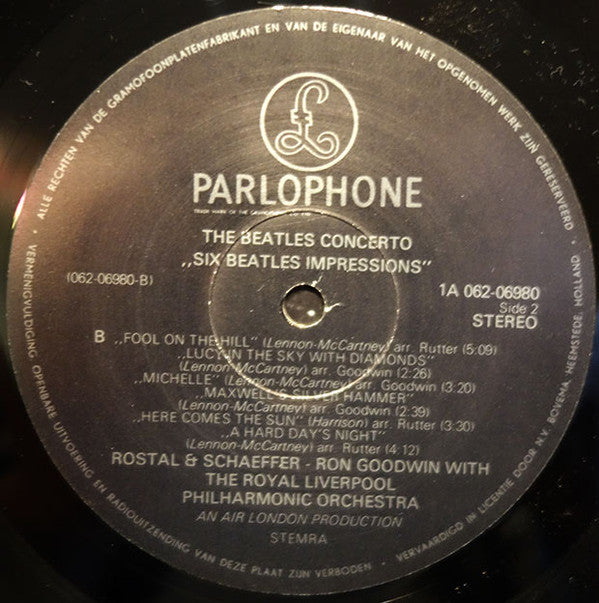 ALLE RECHTEN VAN DE GRAMOFOONPLATENFABRIKANT EN VAN DE EIGENAAR VAN HET OPGENOMEN WERK ZIJN GERESERVEERD
£
PARLOPHONE
TRADE MARK OF THE
THE BEATLES CONCERTO
,,SIX BEATLES IMPRESSIONS"
(062-06980-B)
1A 062-06980
Side 2
STEREO
B ,,FOOL ON THE HILL" (Lennon-McCartney) arr. Rutter (5:09)
,,LUCY IN THE SKY WITH DIAMONDS"
(Lennon-McCartney) arr. Goodwin (2:26)
,,MICHELLE" (Lennon-McCartney) arr. Goodwin (3:20)
,,MAXWELL'S SILVER HAMMER"
(Lennon-McCartney) arr. Goodwin (2:39)
,,HERE COMES THE SUN" (Harrison) arr. Rutter (3:30)
,,A HARD DAY'S NIGHT"
(Lennon-McCartney) arr. Rutter (4:12)
ROSTAL & SCHAEFFER - RON GOODWIN WITH
THE ROYAL LIVERPOOL
PHILHARMONIC ORCHESTRA
AN AIR LONDON PRODUCTION
STEMRA
VERMENIGVULDIGING OPENBARE UITVOERING EN RADIOUITZENDING VAN DEZE PLAAT ZIJN VERBODEN
VERVAARDIGD IN LICENTIE DOOR N.V. BOVEMA, HEEMSTEDE, HOLLAND